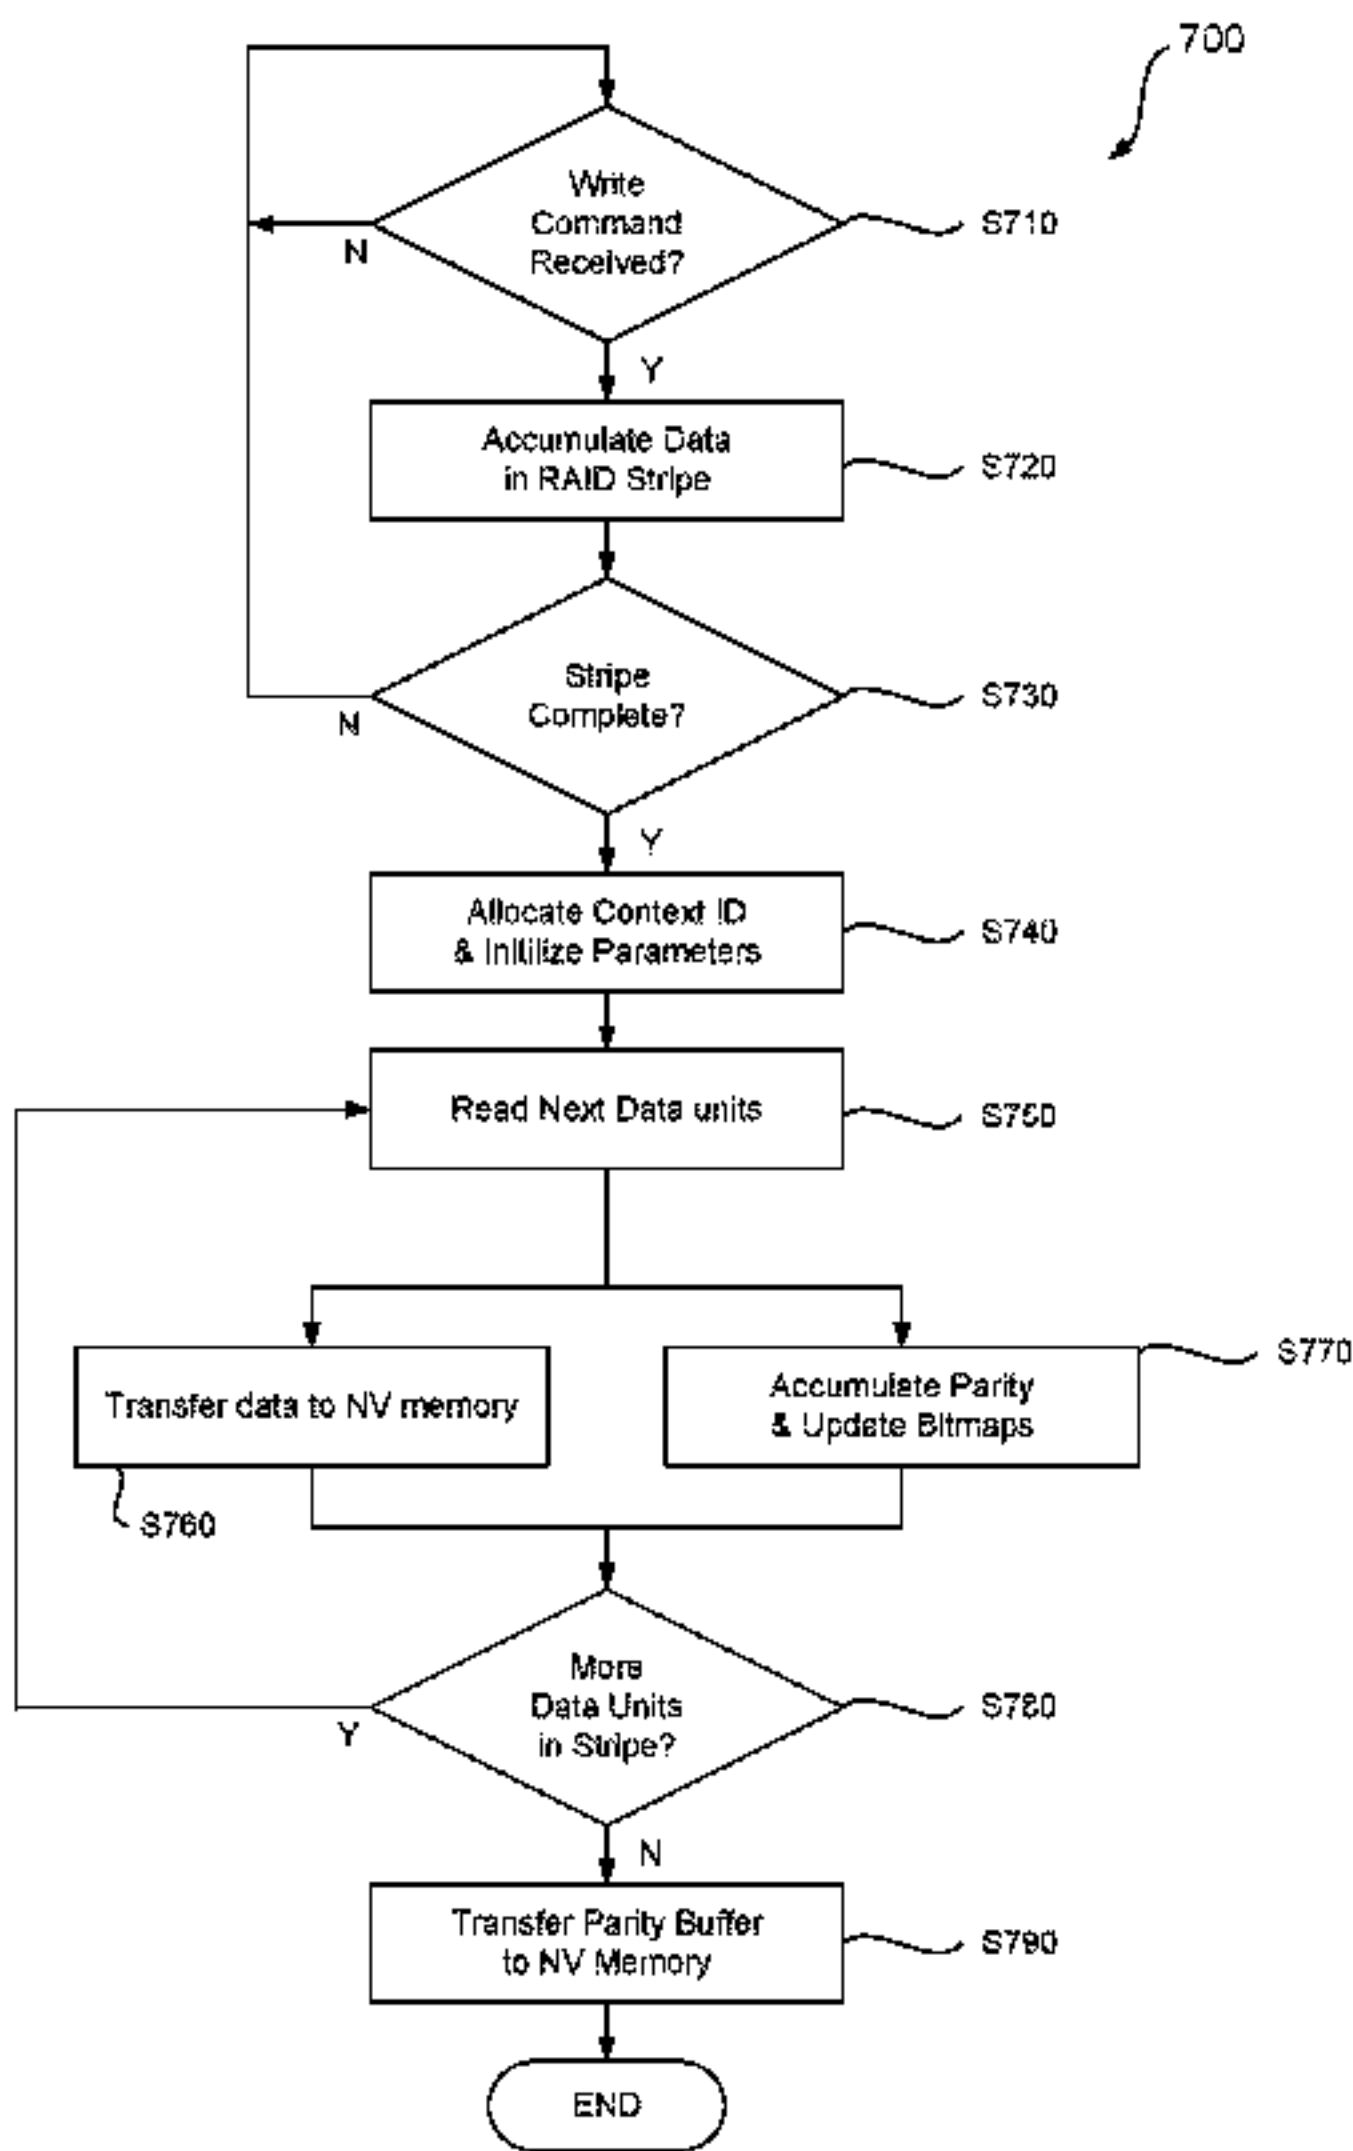 700
Write
Command
Received?
S710
N
Y
Accumulate Data
in RAID Stripe
S720
Stripe
Complete?
S730
N
Y
Allocate Context ID
& Initilize Parameters
S740
Read Next Data units
S750
Transfer data to NV memory
S760
Accumulate Parity
& Update Bitmaps
S770
More
Data Units
in Stripe?
S780
Y
N
Transfer Parity Buffer
to NV Memory
S790
END